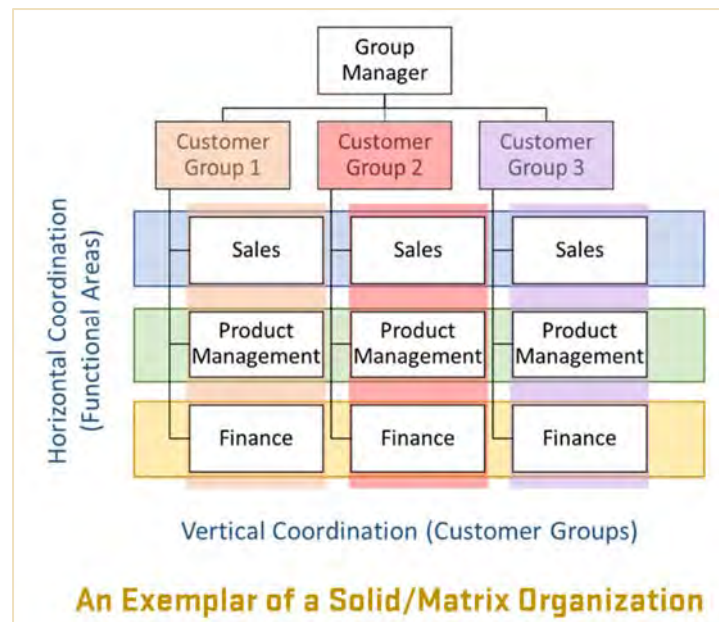 Group
Manager
Customer
Group 1
Customer
Group 2
Customer
Group 3
Horizontal Coordination
(Functional Areas)
Sales
Sales
Sales
Product
Management
Product
Management
Product
Management
Finance
Finance
Finance
Vertical Coordination (Customer Groups)
An Exemplar of a Solid/Matrix Organization